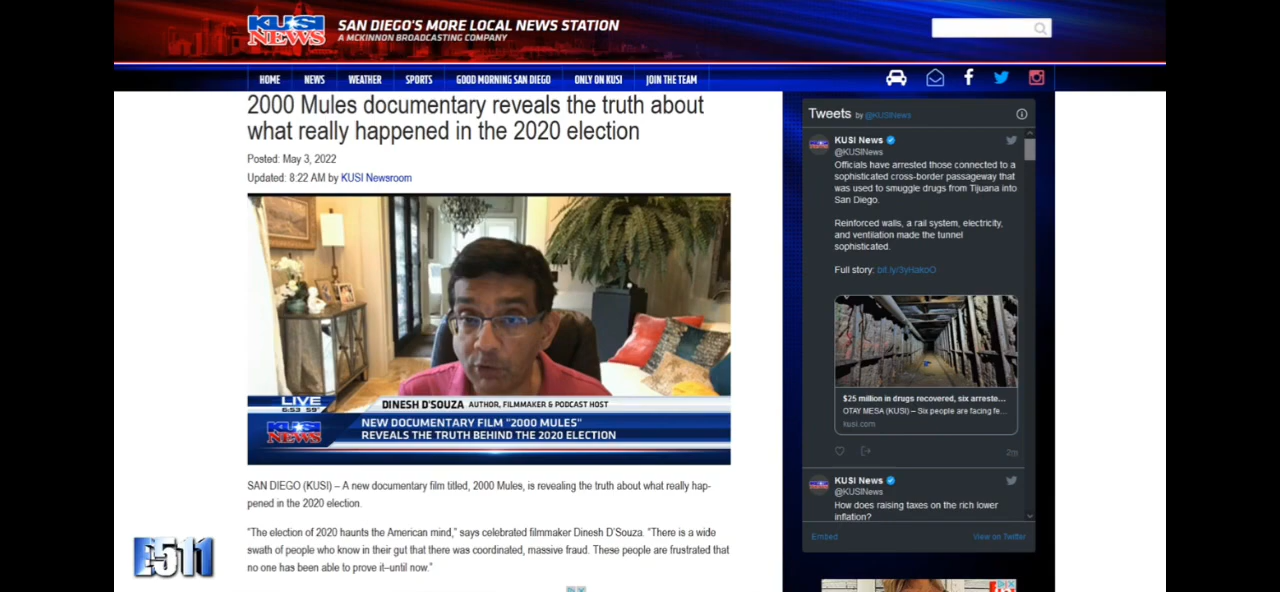 KUSI
NEWS
SAN DIEGO'S MORE LOCAL NEWS STATION
A MCKINNON BROADCASTING COMPANY
HOME NEWS WEATHER SPORTS GOOD MORNING SAN DIEGO ONLY ON KUSI JOIN THE TEAM
2000 Mules documentary reveals the truth about
what really happened in the 2020 election
Posted: May 3, 2022
Updated: 8:22 AM by KUSI Newsroom
LIVE
6:53 59°
DINESH D'SOUZA AUTHOR, FILMMAKER & PODCAST HOST
KUSI
NEWS
NEW DOCUMENTARY FILM "2000 MULES"
REVEALS THE TRUTH BEHIND THE 2020 ELECTION
SAN DIEGO (KUSI) – A new documentary film titled, 2000 Mules, is revealing the truth about what really hap-
pened in the 2020 election.
"The election of 2020 haunts the American mind," says celebrated filmmaker Dinesh D'Souza. "There is a wide
swath of people who know in their gut that there was coordinated, massive fraud. These people are frustrated that
no one has been able to prove it–until now."
E511
Tweets by @KUSINews
KUSI News
@KUSINews
Officials have arrested those connected to a
sophisticated cross-border passageway that
was used to smuggle drugs from Tijuana into
San Diego.
Reinforced walls, a rail system, electricity,
and ventilation made the tunnel
sophisticated.
Full story: bit.ly/3yHakoO
$25 million in drugs recovered, six arreste...
OTAY MESA (KUSI) – Six people are facing fe...
kusi.com
2m
KUSI News
@KUSINews
How does raising taxes on the rich lower
inflation?
Embed View on Twitter